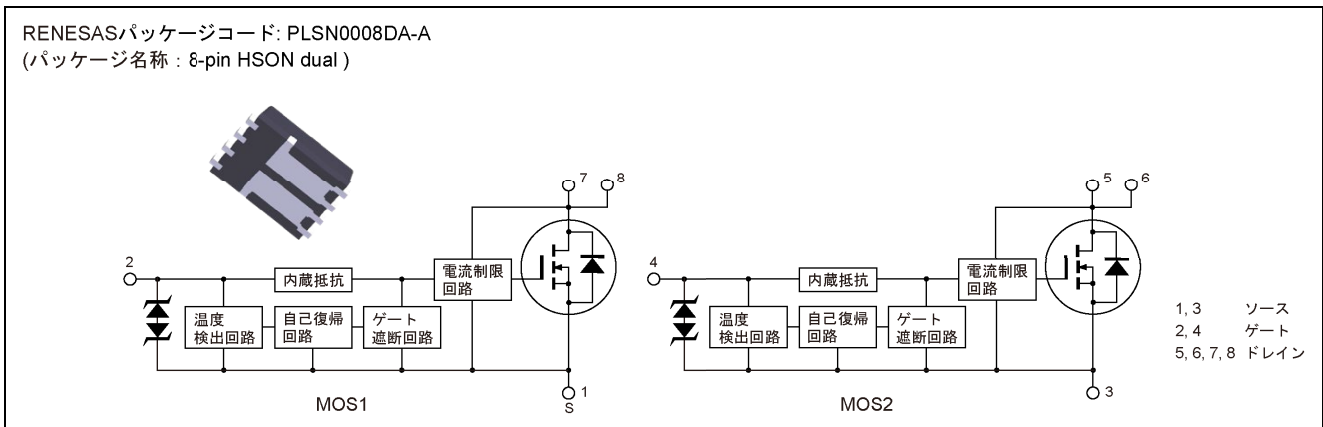 RENESASパッケージコード: PLSN0008DA-A
(パッケージ名称 : 8-pin HSON dual )
7 8
2
内蔵抵抗
電流制限
回路
温度
検出回路
自己復帰
回路
ゲート
遮断回路
1
S
MOS1
5 6
4
内蔵抵抗
電流制限
回路
温度
検出回路
自己復帰
回路
ゲート
遮断回路
3
MOS2
1, 3 ソース
2, 4 ゲート
5, 6, 7, 8 ドレイン